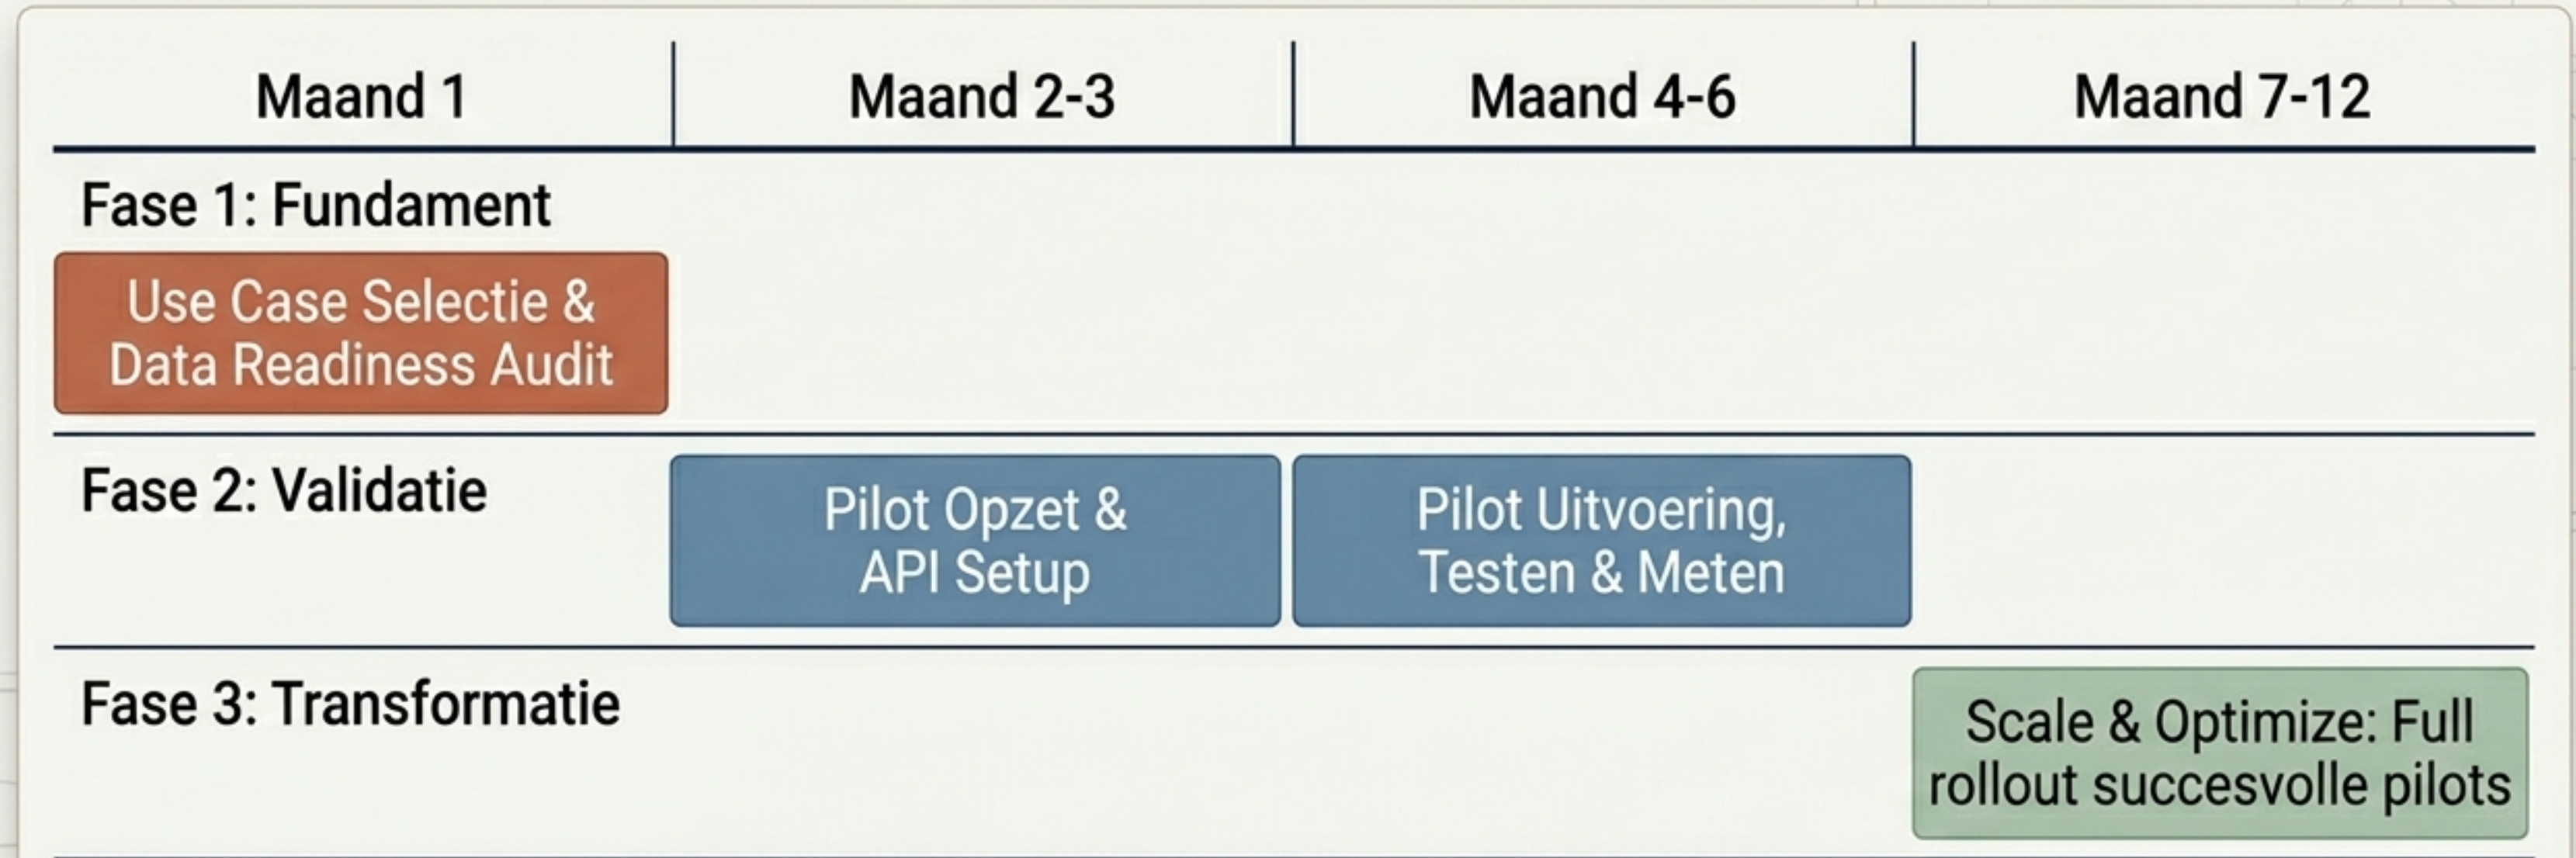 Maand 1
Maand 2-3
Maand 4-6
Maand 7-12
Fase 1: Fundament
Use Case Selectie &
Data Readiness Audit
Fase 2: Validatie
Pilot Opzet &
API Setup
Pilot Uitvoering,
Testen & Meten
Fase 3: Transformatie
Scale & Optimize: Full
rollout succesvolle pilots